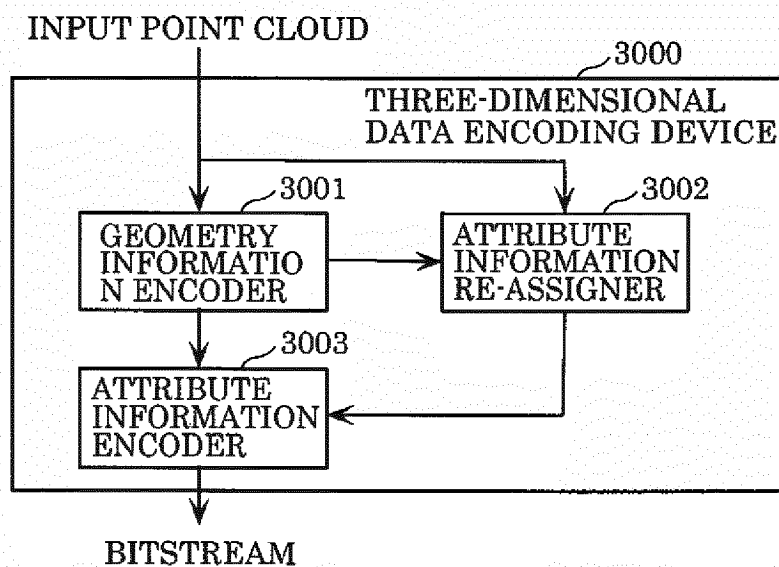 INPUT POINT CLOUD
3000
THREE-DIMENSIONAL
DATA ENCODING DEVICE
3001
GEOMETRY
INFORMATIO
N ENCODER
3002
ATTRIBUTE
INFORMATION
RE-ASSIGNER
3003
ATTRIBUTE
INFORMATION
ENCODER
BITSTREAM